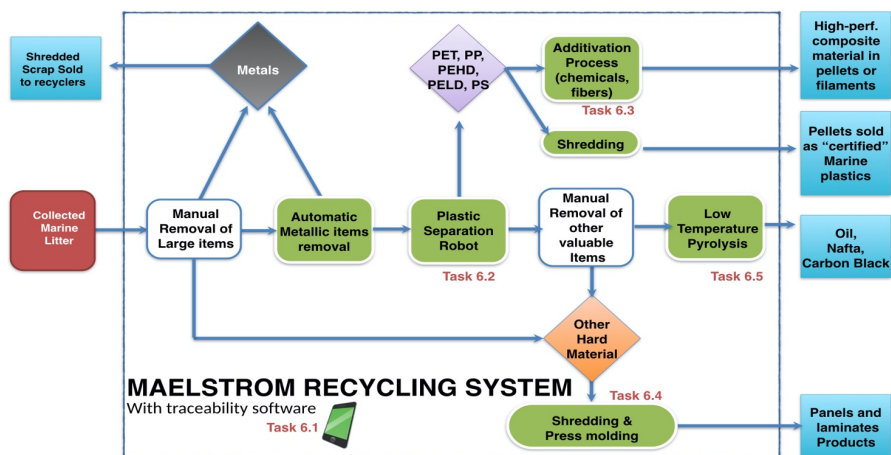 Shredded
Scrap Sold
to recyclers
Metals
PET, PP,
PEHD,
PELD, PS
Additivation
Process
(chemicals,
fibers)
Task 6.3
High-perf.
composite
material in
pellets or
filaments
Shredding
Pellets sold
as “certified”
Marine
plastics
Collected
Marine
Litter
Manual
Removal of
Large items
Automatic
Metallic items
removal
Plastic
Separation
Robot
Task 6.2
Manual
Removal of
other
valuable
Items
Low
Temperature
Pyrolysis
Task 6.5
Oil,
Nafta,
Carbon Black
Other
Hard
Material
MAELSTROM RECYCLING SYSTEM
With traceability software
Task 6.1
Task 6.4
Shredding &
Press molding
Panels and
laminates
Products